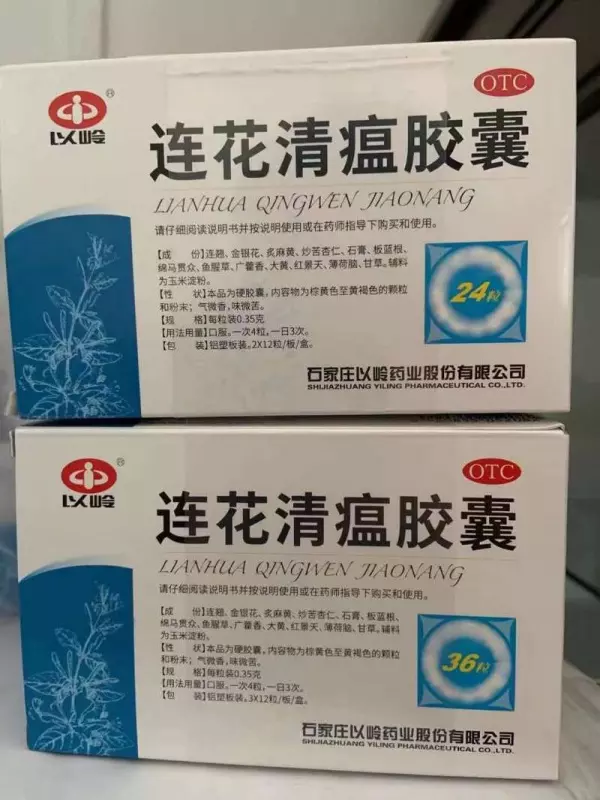 以岭
®
OTC
连花清瘟胶囊
LIANHUA QINGWEN JIAONANG
请仔细阅读说明书并按说明使用或在药师指导下购买和使用。
【成 份】连翘、金银花、炙麻黄、炒苦杏仁、石膏、板蓝根、
绵马贯众、鱼腥草、广藿香、大黄、红景天、薄荷脑、甘草。辅料
为玉米淀粉。
【性 状】本品为硬胶囊，内容物为棕黄色至黄褐色的颗粒
和粉末；气微香，味微苦。
【规 格】每粒装0.35克
【用法用量】口服。一次4粒，一日3次。
【包 装】铝塑板装。2X12粒/板/盒。
24粒
石家庄以岭药业股份有限公司
SHIJIAZHUANG YILING PHARMACEUTICAL CO.,LTD.
以岭
®
OTC
连花清瘟胶囊
LIANHUA QINGWEN JIAONANG
请仔细阅读说明书并按说明使用或在药师指导下购买和使用。
【成 份】连翘、金银花、炙麻黄、炒苦杏仁、石膏、板蓝根、
绵马贯众、鱼腥草、广藿香、大黄、红景天、薄荷脑、甘草。辅料
为玉米淀粉。
【性 状】本品为硬胶囊，内容物为棕黄色至黄褐色的颗粒
和粉末；气微香，味微苦。
【规 格】每粒装0.35克
【用法用量】口服。一次4粒，一日3次。
【包 装】铝塑板装。3X12粒/板/盒。
36粒
石家庄以岭药业股份有限公司
SHIJIAZHUANG YILING PHARMACEUTICAL CO.,LTD.